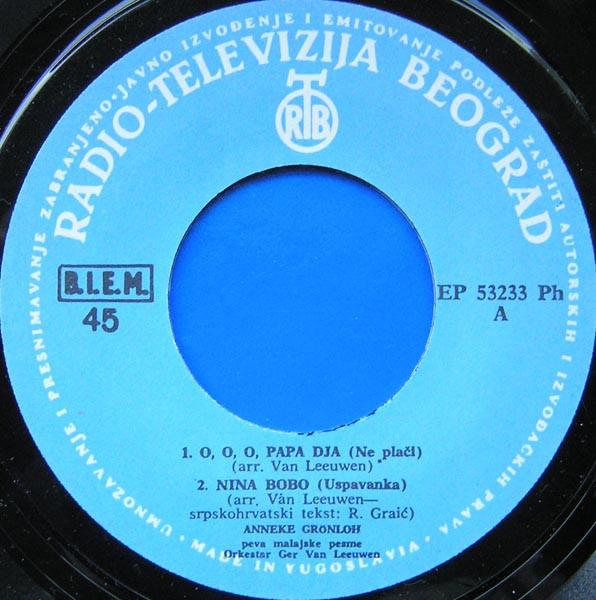 UMNOŽAVANJE I PRESNIMAVANJE ZABRANJENO·JAVNO IZVOĐENJE I EMITOVANJE PODLEŽE ZAŠTITI AUTORSKIH I IZVOĐAČKIH PRAVA · MADE IN YUGOSLAVIA ·
RADIO-TELEVIZIJA BEOGRAD
RTB
B.I.E.M.
45
EP 53233 Ph
A
1. O, O, O, PAPA DJA (Ne plači)
(arr. Van Leeuwen)
2. NINA BOBO (Uspavanka)
(arr. Van Leeuwen—
srpskohrvatski tekst: R. Graić)
ANNEKE GRONLOH
peva malajske pesme
Orkestar Ger Van Leeuwen